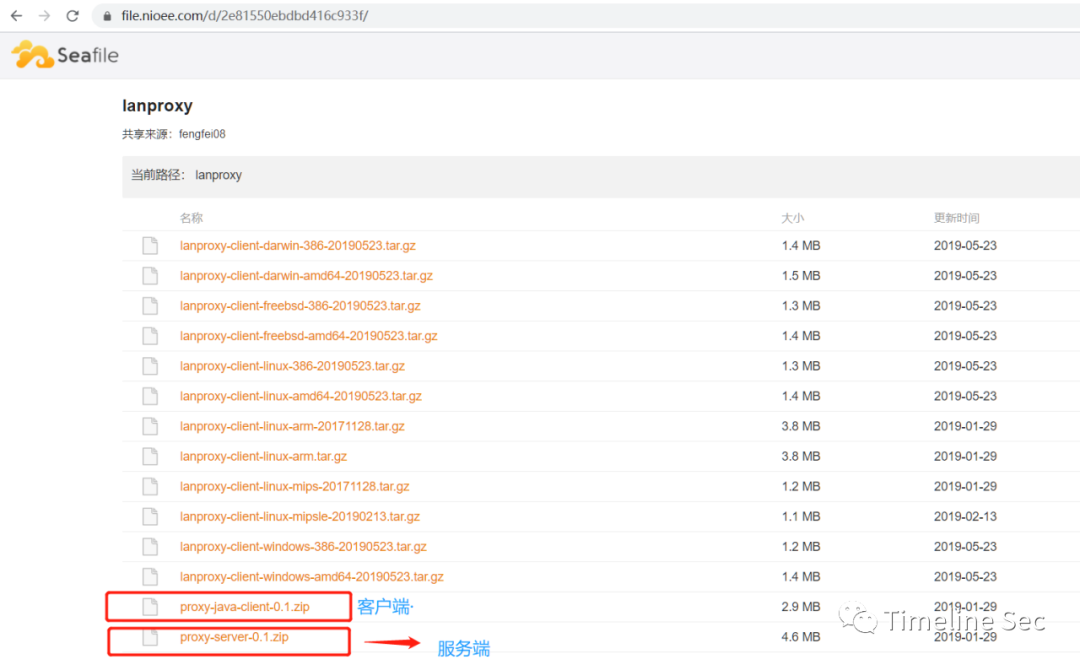 file.nioee.com/d/2e81550ebdbd416c933f/
Seafile
lanproxy
共享来源：fengfei08
当前路径： lanproxy
名称 大小 更新时间
lanproxy-client-darwin-386-20190523.tar.gz 1.4 MB 2019-05-23
lanproxy-client-darwin-amd64-20190523.tar.gz 1.5 MB 2019-05-23
lanproxy-client-freebsd-386-20190523.tar.gz 1.3 MB 2019-05-23
lanproxy-client-freebsd-amd64-20190523.tar.gz 1.4 MB 2019-05-23
lanproxy-client-linux-386-20190523.tar.gz 1.3 MB 2019-05-23
lanproxy-client-linux-amd64-20190523.tar.gz 1.4 MB 2019-05-23
lanproxy-client-linux-arm-20171128.tar.gz 3.8 MB 2019-01-29
lanproxy-client-linux-arm.tar.gz 3.8 MB 2019-01-29
lanproxy-client-linux-mips-20171128.tar.gz 1.2 MB 2019-01-29
lanproxy-client-linux-mipsle-20190213.tar.gz 1.1 MB 2019-02-13
lanproxy-client-windows-386-20190523.tar.gz 1.2 MB 2019-05-23
lanproxy-client-windows-amd64-20190523.tar.gz 1.4 MB 2019-05-23
proxy-java-client-0.1.zip 客户端· 2.9 MB 2019-01-29
Timeline Sec
proxy-server-0.1.zip 服务端 4.6 MB 2019-01-29